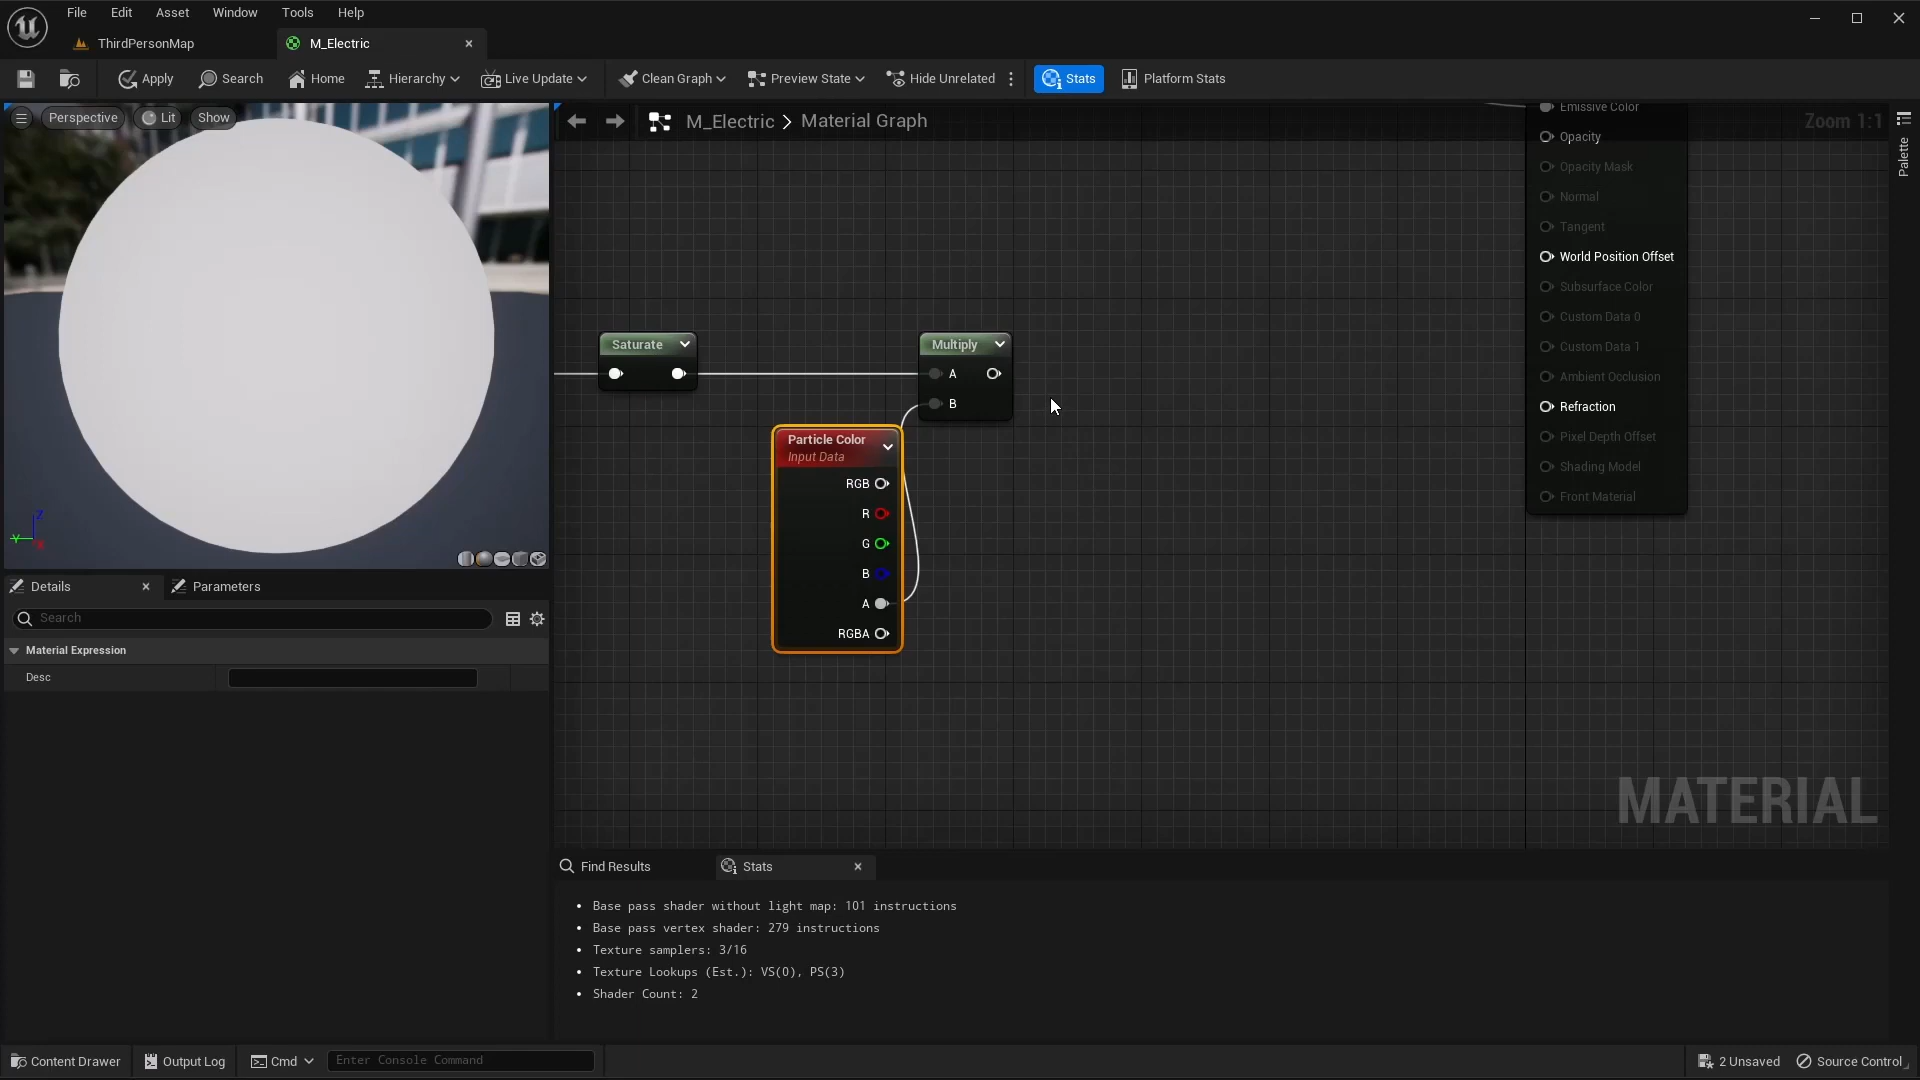 File Edit Asset Window Tools Help
ThirdPersonMap M_Electric
Apply Search Home Hierarchy Live Update Clean Graph Preview State Hide Unrelated Stats Platform Stats
Perspective Lit Show
M_Electric > Material Graph Zoom 1:1
Palette
Emissive Color
Opacity
Opacity Mask
Normal
Tangent
World Position Offset
Subsurface Color
Custom Data 0
Custom Data 1
Ambient Occlusion
Refraction
Pixel Depth Offset
Shading Model
Front Material
Saturate
Multiply
A
B
Particle Color
Input Data
RGB
R
G
B
A
RGBA
MATERIAL
Z
Y
X
Details Parameters
Search
Material Expression
Desc
Find Results Stats
• Base pass shader without light map: 101 instructions
• Base pass vertex shader: 279 instructions
• Texture samplers: 3/16
• Texture Lookups (Est.): VS(0), PS(3)
• Shader Count: 2
Content Drawer Output Log Cmd Enter Console Command 2 Unsaved Source Control